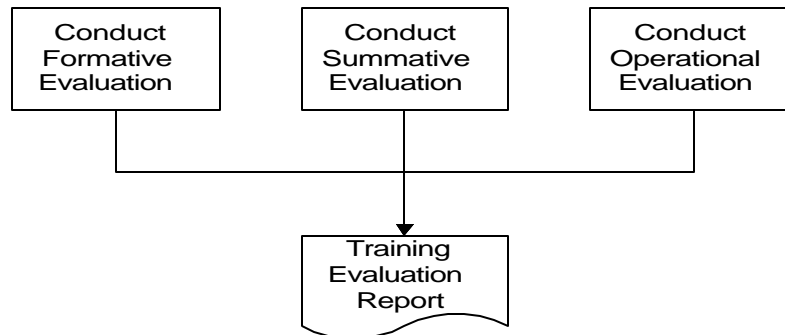 Conduct
Formative
Evaluation
Conduct
Summative
Evaluation
Conduct
Operational
Evaluation
Training
Evaluation
Report